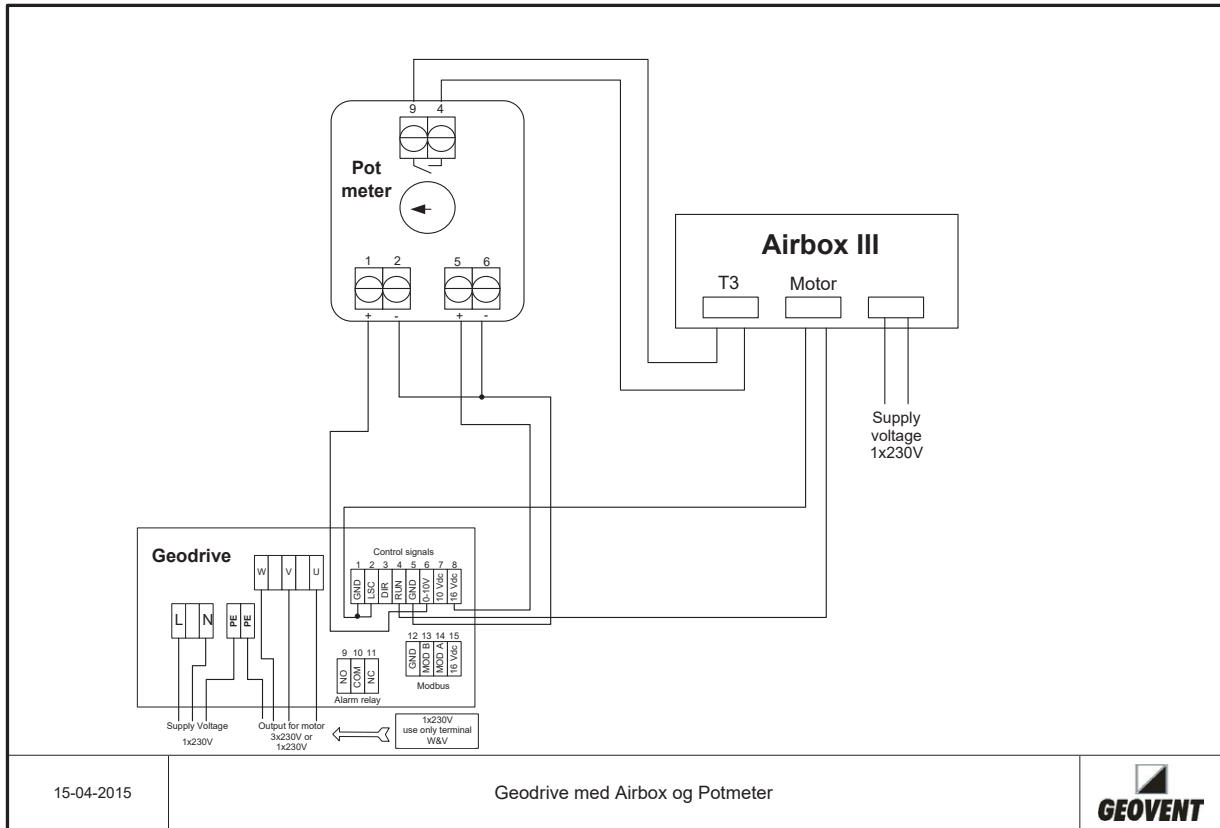 9 4
Pot
meter
1 2 5 6
+ - + -
Airbox III
T3 Motor
Supply
voltage
1x230V
Geodrive
Control signals
1 2 3 4 5 6 7 8
GND LSC DIR RUN GND 0-10V 10 Vdc 16 Vdc
W V U
L N PE PE
12 13 14 15
GND MOD B MOD A 16 Vdc
Modbus
9 10 11
NO COM NC
Alarm relay
Supply Voltage
1x230V
Output for motor
3x230V or
1x230V
1x230V
use only terminal
W&V
15-04-2015
Geodrive med Airbox og Potmeter
GEOVENT